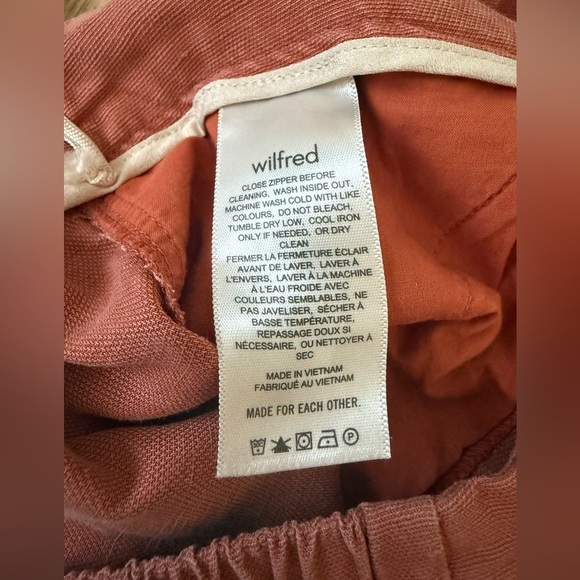 wilfred
CLOSE ZIPPER BEFORE
CLEANING. WASH INSIDE OUT.
MACHINE WASH COLD WITH LIKE
COLOURS, DO NOT BLEACH,
TUMBLE DRY LOW. COOL IRON
ONLY IF NEEDED, OR DRY
CLEAN
FERMER LA FERMETURE ÉCLAIR
AVANT DE LAVER, LAVER À
L'ENVERS, LAVER À LA MACHINE
À L'EAU FROIDE AVEC
COULEURS SEMBLABLES, NE
PAS JAVELISER, SÉCHER À
BASSE TEMPÉRATURE,
REPASSAGE DOUX SI
NÉCESSAIRE, OU NETTOYER À
SEC
MADE IN VIETNAM
FABRIQUÉ AU VIETNAM
MADE FOR EACH OTHER.
P